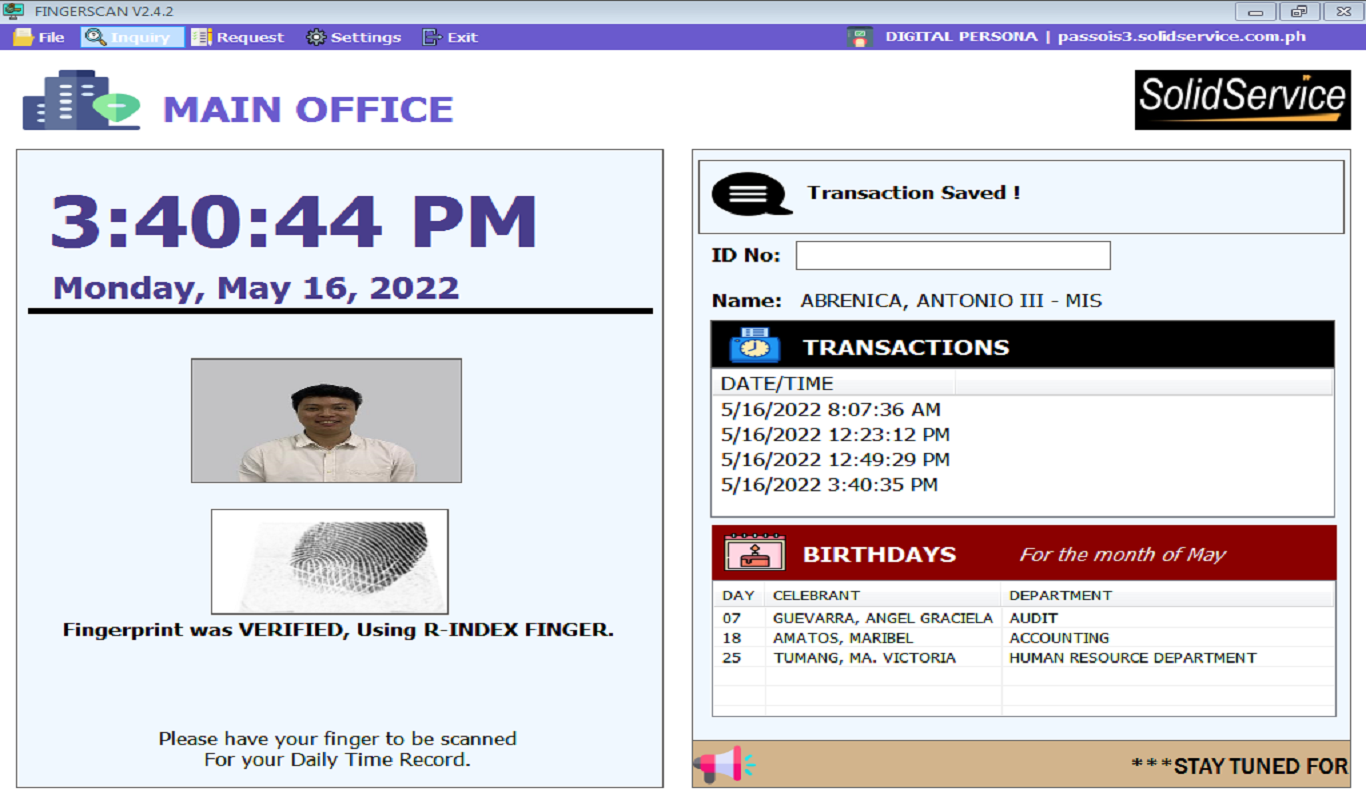 FINGERSCAN V2.4.2
File Inquiry Request Settings Exit DIGITAL PERSONA | passois3.solidservice.com.ph
MAIN OFFICE
SolidService
3:40:44 PM
Monday, May 16, 2022
Fingerprint was VERIFIED, Using R-INDEX FINGER.
Please have your finger to be scanned
For your Daily Time Record.
Transaction Saved !
ID No:
Name: ABRENICA, ANTONIO III - MIS
TRANSACTIONS
DATE/TIME
5/16/2022 8:07:36 AM
5/16/2022 12:23:12 PM
5/16/2022 12:49:29 PM
5/16/2022 3:40:35 PM
BIRTHDAYS For the month of May
DAY CELEBRANT DEPARTMENT
07 GUEVARRA, ANGEL GRACIELA AUDIT
18 AMATOS, MARIBEL ACCOUNTING
25 TUMANG, MA. VICTORIA HUMAN RESOURCE DEPARTMENT
***STAY TUNED FOR